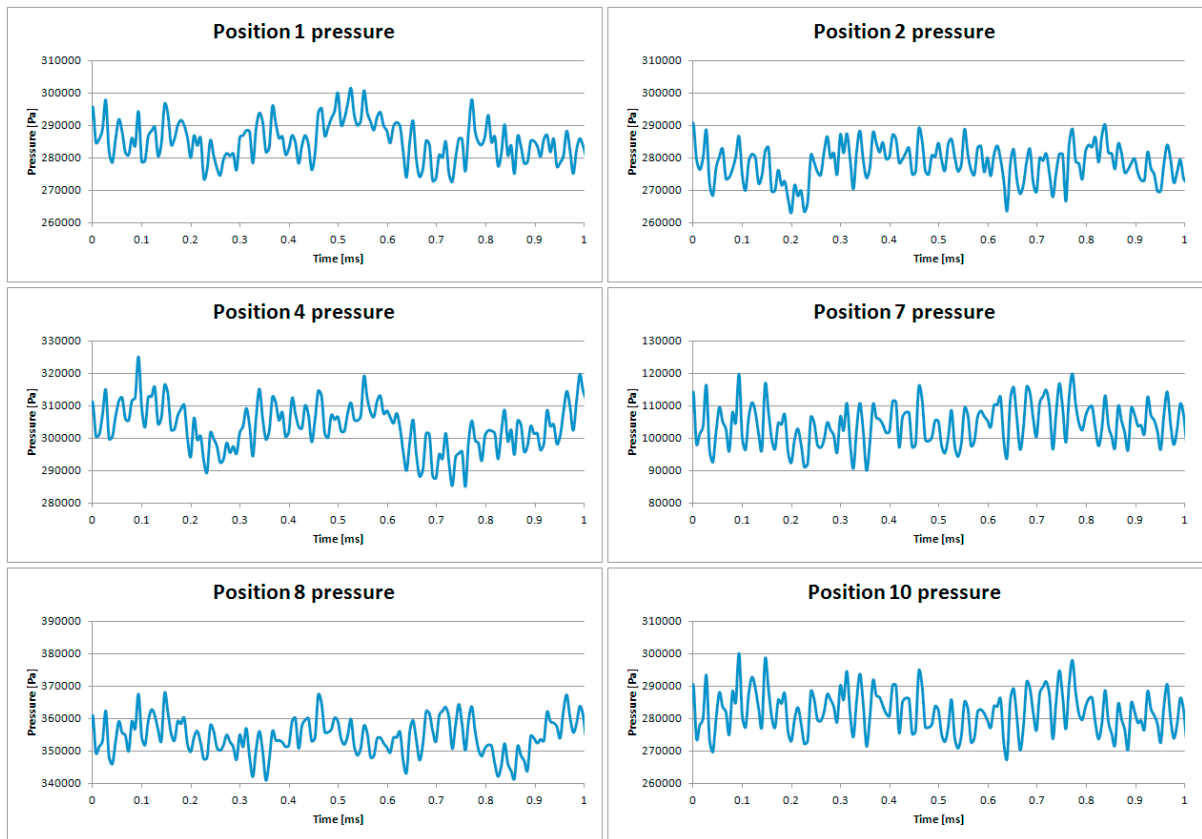 Position 1 pressure
Pressure [Pa]
310000
300000
290000
280000
270000
260000
0 0.1 0.2 0.3 0.4 0.5 0.6 0.7 0.8 0.9 1
Time [ms]
Position 2 pressure
Pressure [Pa]
310000
300000
290000
280000
270000
260000
0 0.1 0.2 0.3 0.4 0.5 0.6 0.7 0.8 0.9 1
Time [ms]
Position 4 pressure
Pressure [Pa]
330000
320000
310000
300000
290000
280000
0 0.1 0.2 0.3 0.4 0.5 0.6 0.7 0.8 0.9 1
Time [ms]
Position 7 pressure
Pressure [Pa]
130000
120000
110000
100000
90000
80000
0 0.1 0.2 0.3 0.4 0.5 0.6 0.7 0.8 0.9 1
Time [ms]
Position 8 pressure
Pressure [Pa]
390000
380000
370000
360000
350000
340000
0 0.1 0.2 0.3 0.4 0.5 0.6 0.7 0.8 0.9 1
Time [ms]
Position 10 pressure
Pressure [Pa]
310000
300000
290000
280000
270000
260000
0 0.1 0.2 0.3 0.4 0.5 0.6 0.7 0.8 0.9 1
Time [ms]